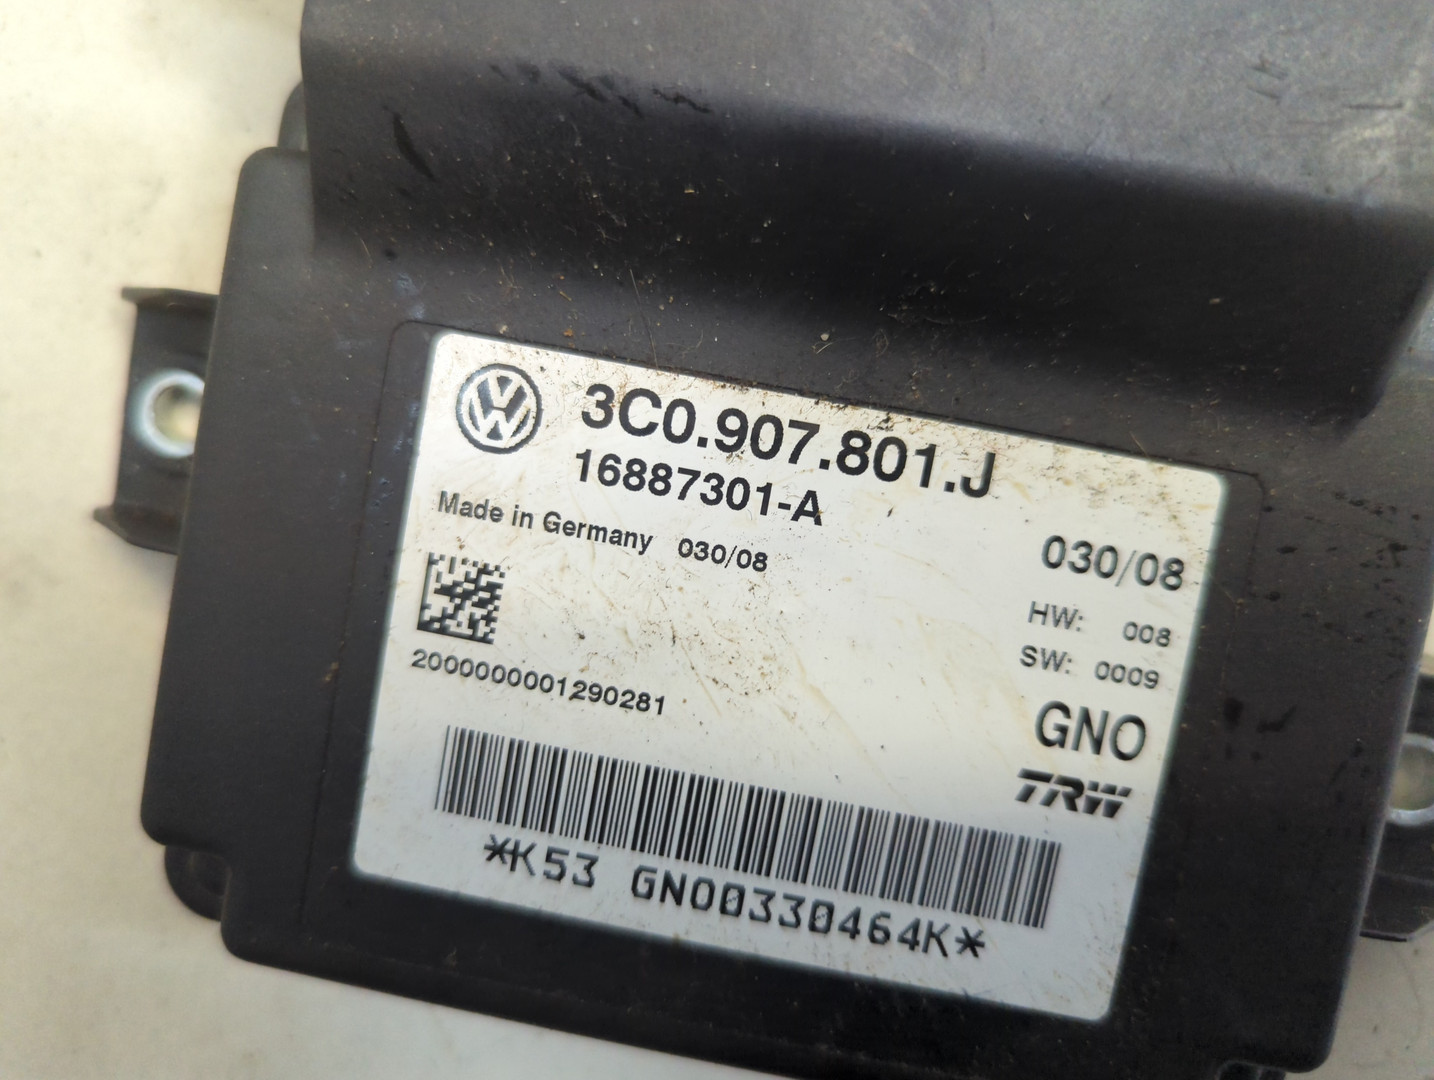 3C0.907.801.J
16887301-A
Made in Germany 030/08
030/08
HW: 008
SW: 0009
2000000001290281
GNO
TRW
*K53 GNO0330464K*